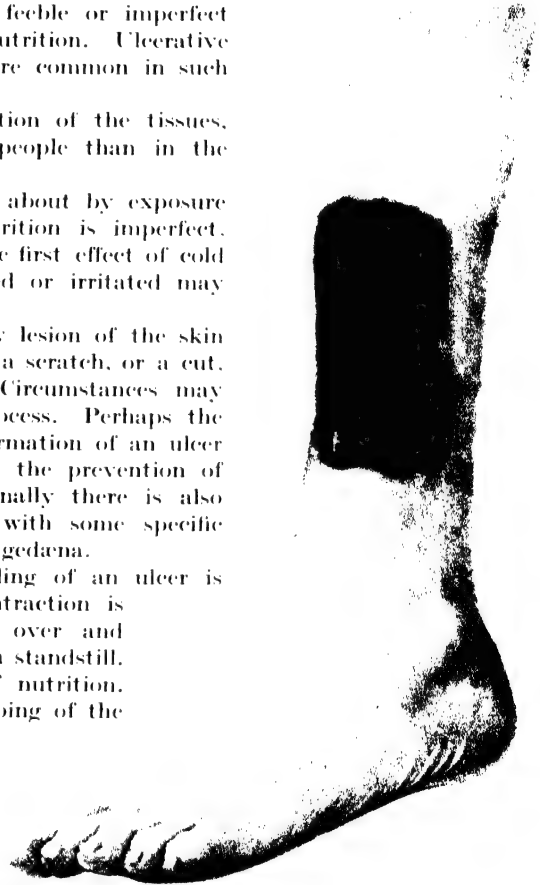 feeble or imperfect
utrition. Ulcerative
re common in such
tion of the tissues,
people than in the
about by exposure
rition is imperfect.
e first effect of cold
d or irritated may
y lesion of the skin
a scratch, or a cut.
Circumstances may
ocess. Perhaps the
rmation of an ulcer
the prevention of
nally there is also
with some specific
gedæna.
ling of an ulcer is
ntraction is
over and
a standstill.
f nutrition.
ping of the